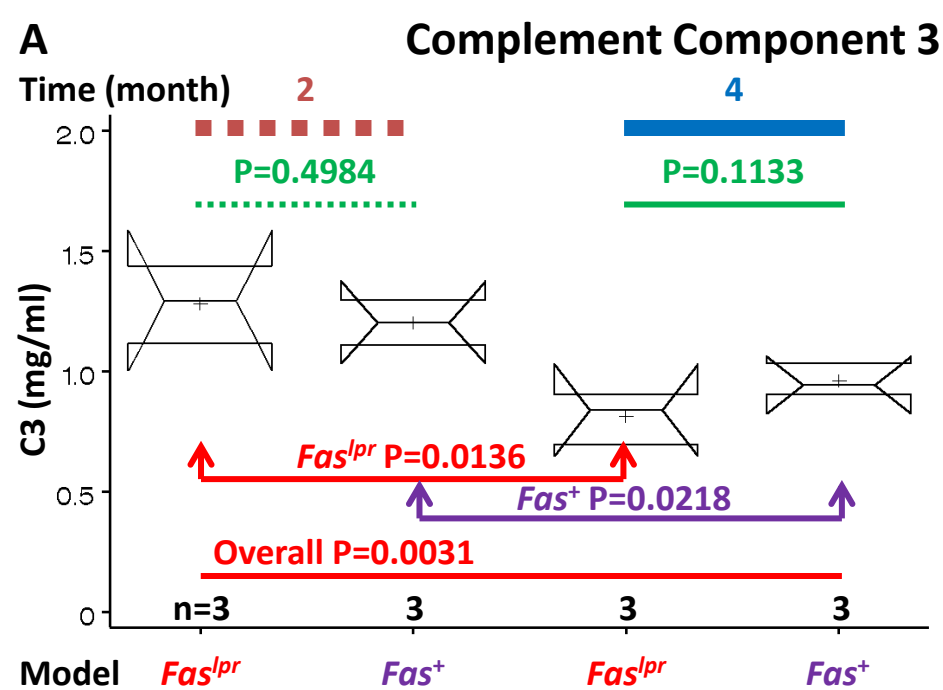 A Complement Component 3
Time (month) 2 4
2.0
P=0.4984 P=0.1133
1.5
C3 (mg/ml)
1.0
Fas^lpr P=0.0136
0.5
Fas^+ P=0.0218
Overall P=0.0031
0 n=3 3 3 3
Model Fas^lpr Fas^+ Fas^lpr Fas^+